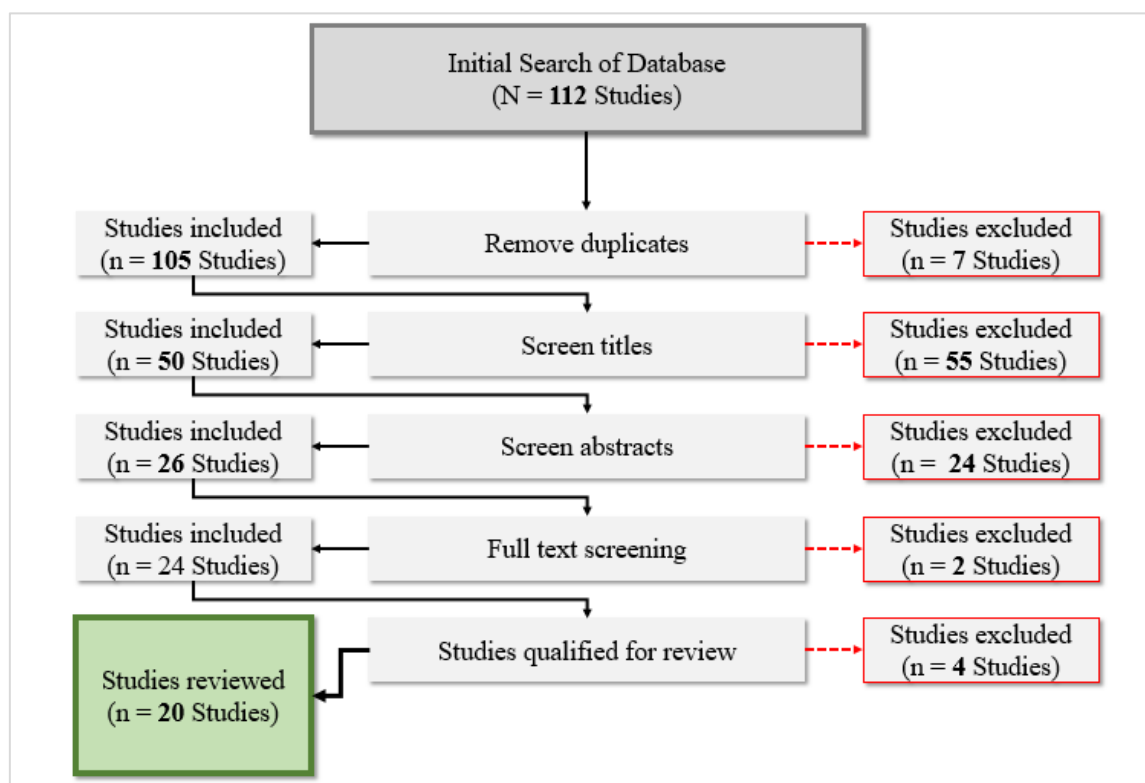 Initial Search of Database
(N = 112 Studies)
Studies included
(n = 105 Studies)
Remove duplicates
Studies excluded
(n = 7 Studies)
Studies included
(n = 50 Studies)
Screen titles
Studies excluded
(n = 55 Studies)
Studies included
(n = 26 Studies)
Screen abstracts
Studies excluded
(n =  24 Studies)
Studies included
(n = 24 Studies)
Full text screening
Studies excluded
(n = 2 Studies)
Studies qualified for review
Studies excluded
(n = 4 Studies)
Studies reviewed
(n = 20 Studies)